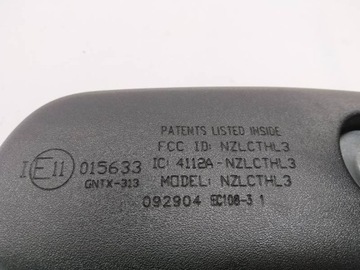 PATENTS LISTED INSIDE
FCC ID: NZLCTHL3
I E11 015633 IC: 4112A-NZLCTHL3
GNTX-313 MODEL: NZLCTHL3
092904 EC108-3 1